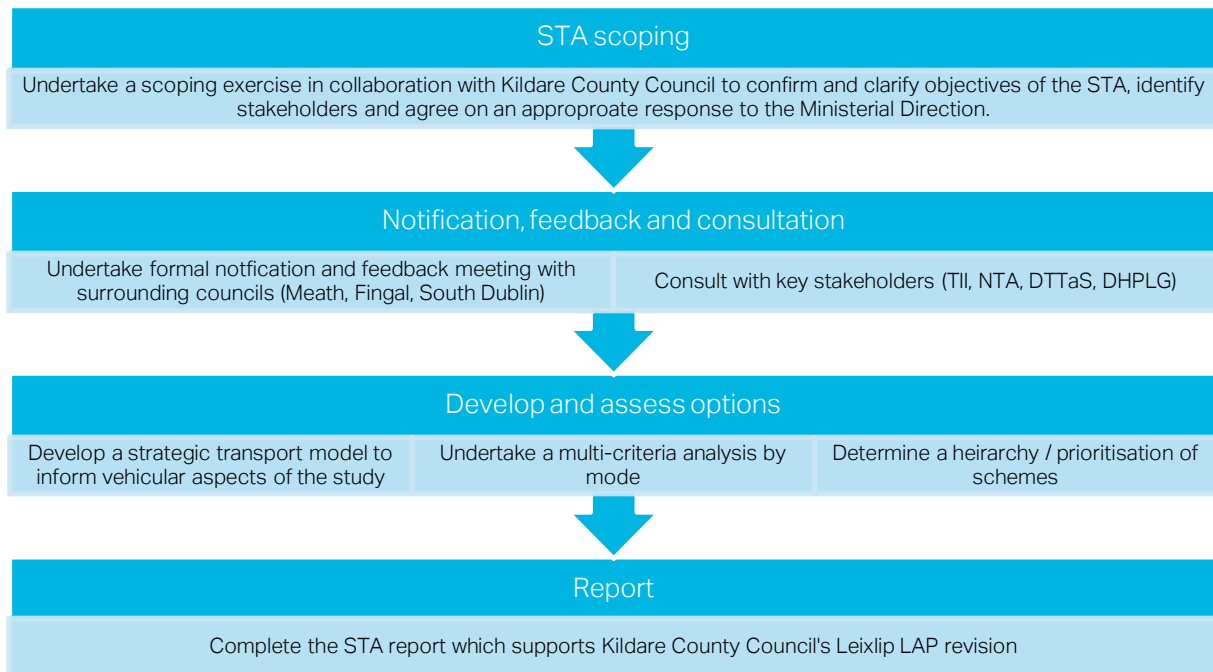 STA scoping
Undertake a scoping exercise in collaboration with Kildare County Council to confirm and clarify objectives of the STA, identify
stakeholders and agree on an approproate response to the Ministerial Direction.
Notification, feedback and consultation
Undertake formal notfication and feedback meeting with
surrounding councils (Meath, Fingal, South Dublin)
Consult with key stakeholders (TII, NTA, DTTaS, DHPLG)
Develop and assess options
Develop a strategic transport model to
inform vehicular aspects of the study
Undertake a multi-criteria analysis by
mode
Determine a heirarchy / prioritisation of
schemes
Report
Complete the STA report which supports Kildare County Council's Leixlip LAP revision